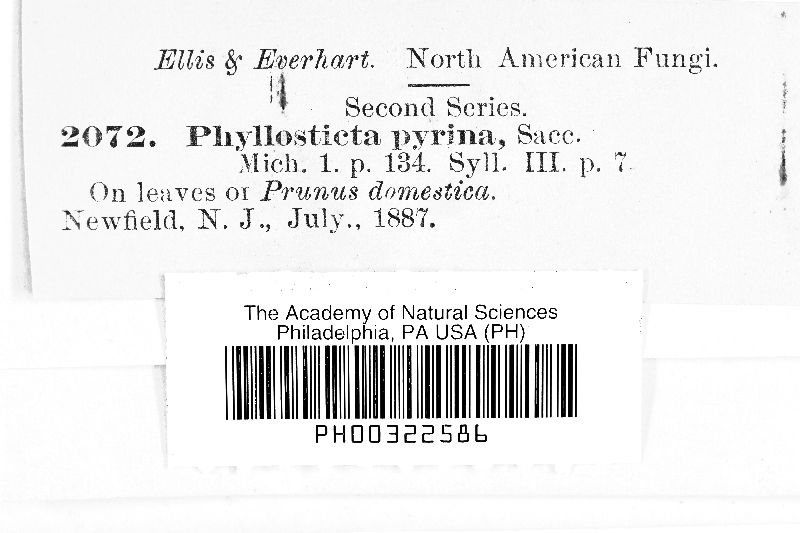 Ellis & Everhart. North American Fungi.
Second Series.
2072. Phyllosticta pyrina, Sacc.
Mich. 1. p. 134. Syll. III. p. 7.
On leaves of Prunus domestica.
Newfield, N. J., July., 1887.
The Academy of Natural Sciences
Philadelphia, PA USA (PH)
PH00322586